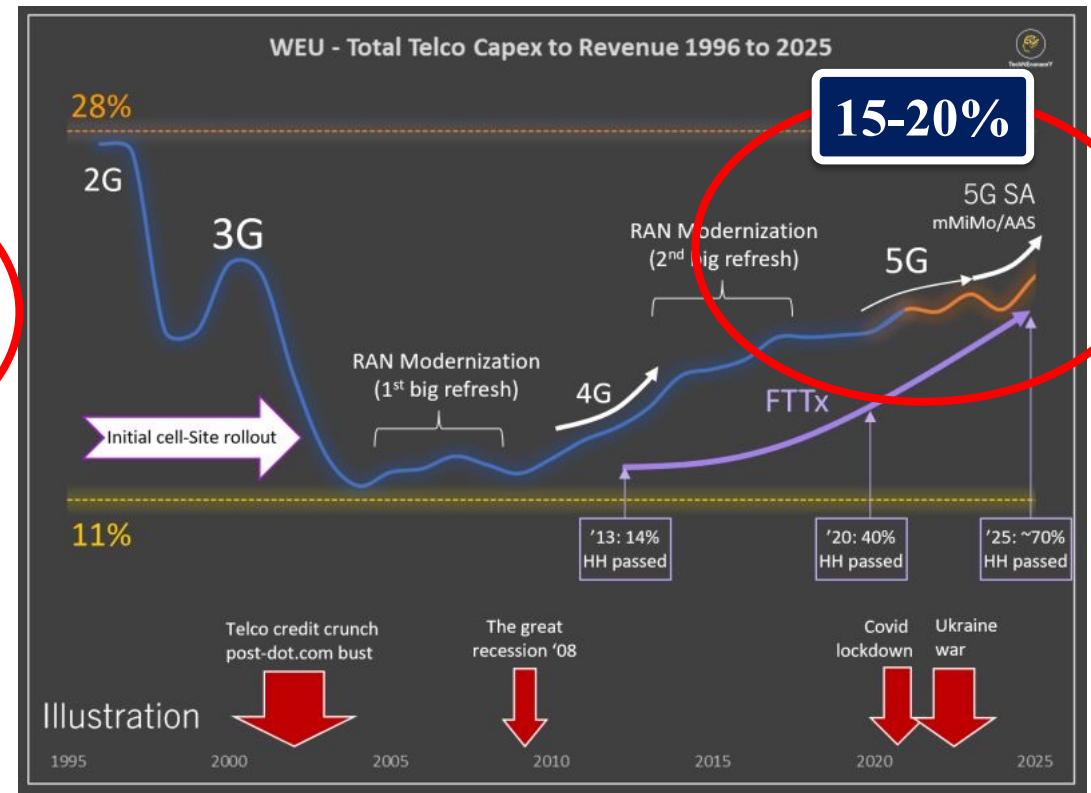 WEU - Total Telco Capex to Revenue 1996 to 2025
TechNEconomY
28%
15-20%
2G
3G
5G SA
mMiMo/AAS
RAN Modernization
(2nd big refresh)
5G
RAN Modernization
(1st big refresh)
4G
FTTx
Initial cell-Site rollout
11%
'13: 14%
HH passed
'20: 40%
HH passed
'25: ~70%
HH passed
Telco credit crunch
post-dot.com bust
The great
recession '08
Covid
lockdown
Ukraine
war
Illustration
1995 2000 2005 2010 2015 2020 2025